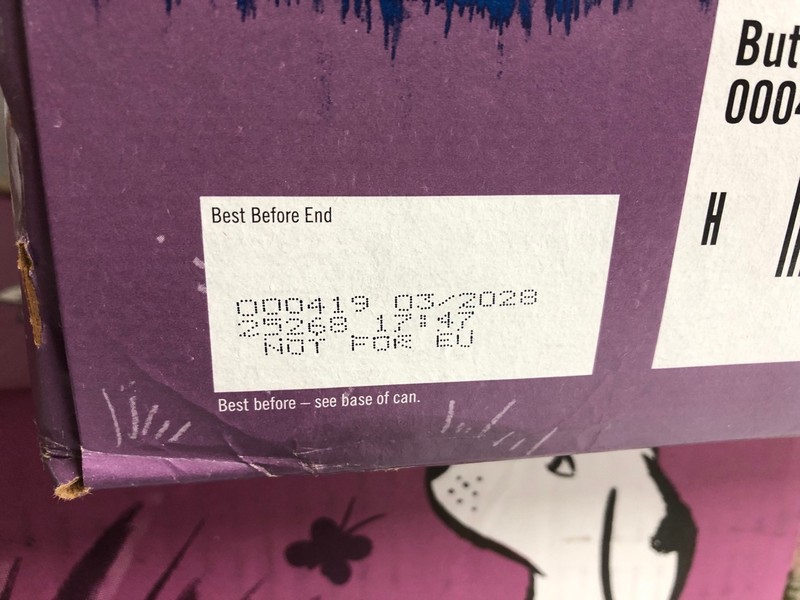 But
0004
H
Best Before End
000419 03/2028
25268 17:47
NOT FOR EU
Best before – see base of can.